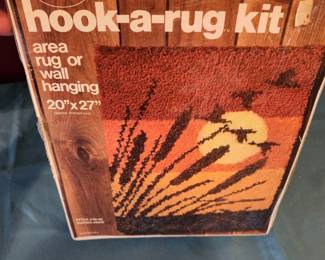 hook-a-rug kit
area
rug or
wall
hanging
20"x27"